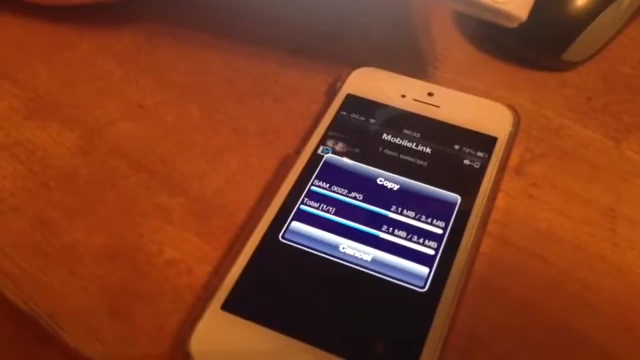 MobileLink
1 item selected
Copy
SAM_0022.JPG
2.1 MB / 3.4 MB
Total [1/1]
2.1 MB / 3.4 MB
Cancel